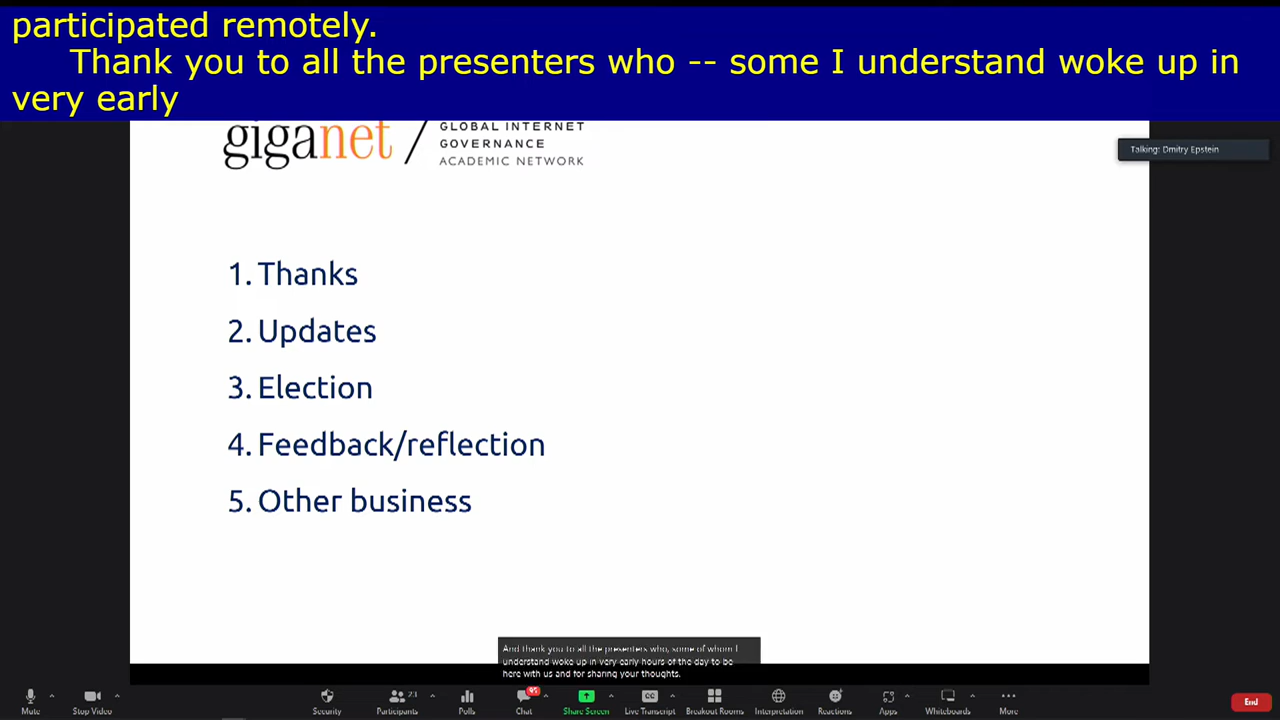 participated remotely.
Thank you to all the presenters who -- some I understand woke up in
very early
giganet / GLOBAL INTERNET
GOVERNANCE
ACADEMIC NETWORK
Talking: Dmitry Epstein
1. Thanks
2. Updates
3. Election
4. Feedback/reflection
5. Other business
And thank you to all the presenters who, some of whom I
understand woke up in very early hours of the day to be
here with us and for sharing your thoughts.
Mute
Stop Video
Security
Participants
Polls
Chat
Share Screen
Live Transcript
Breakout Rooms
Interpretation
Reactions
Apps
Whiteboards
More
End